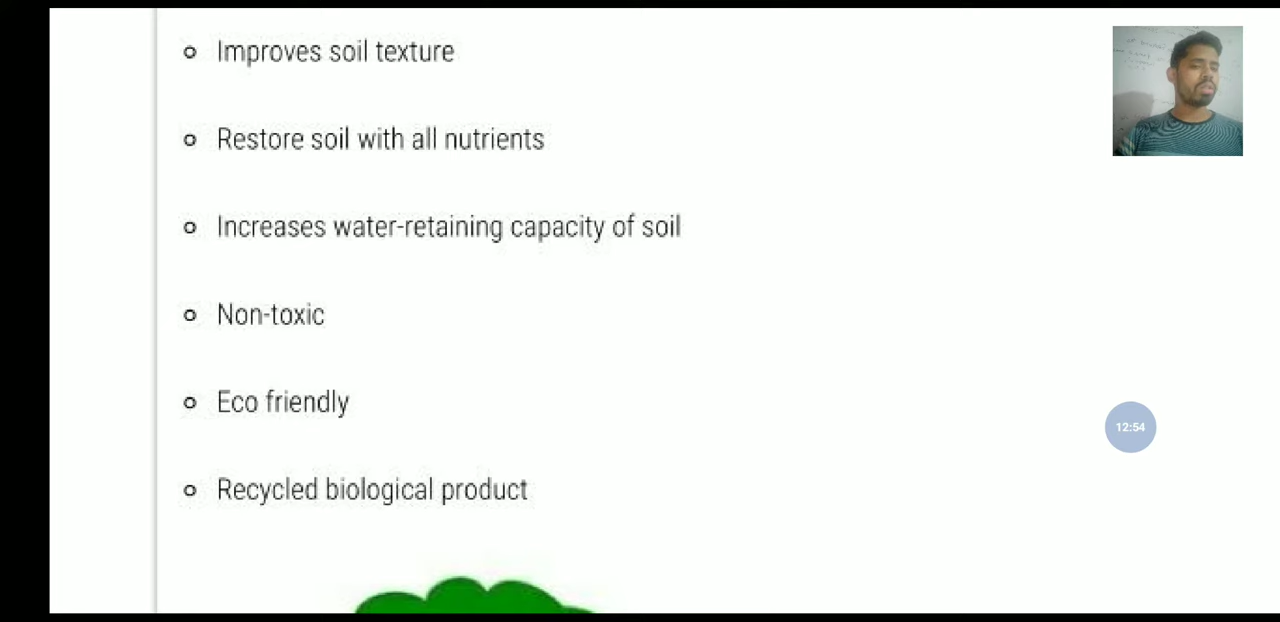 Improves soil texture
Restore soil with all nutrients
Increases water-retaining capacity of soil
Non-toxic
Eco friendly
12:54
Recycled biological product